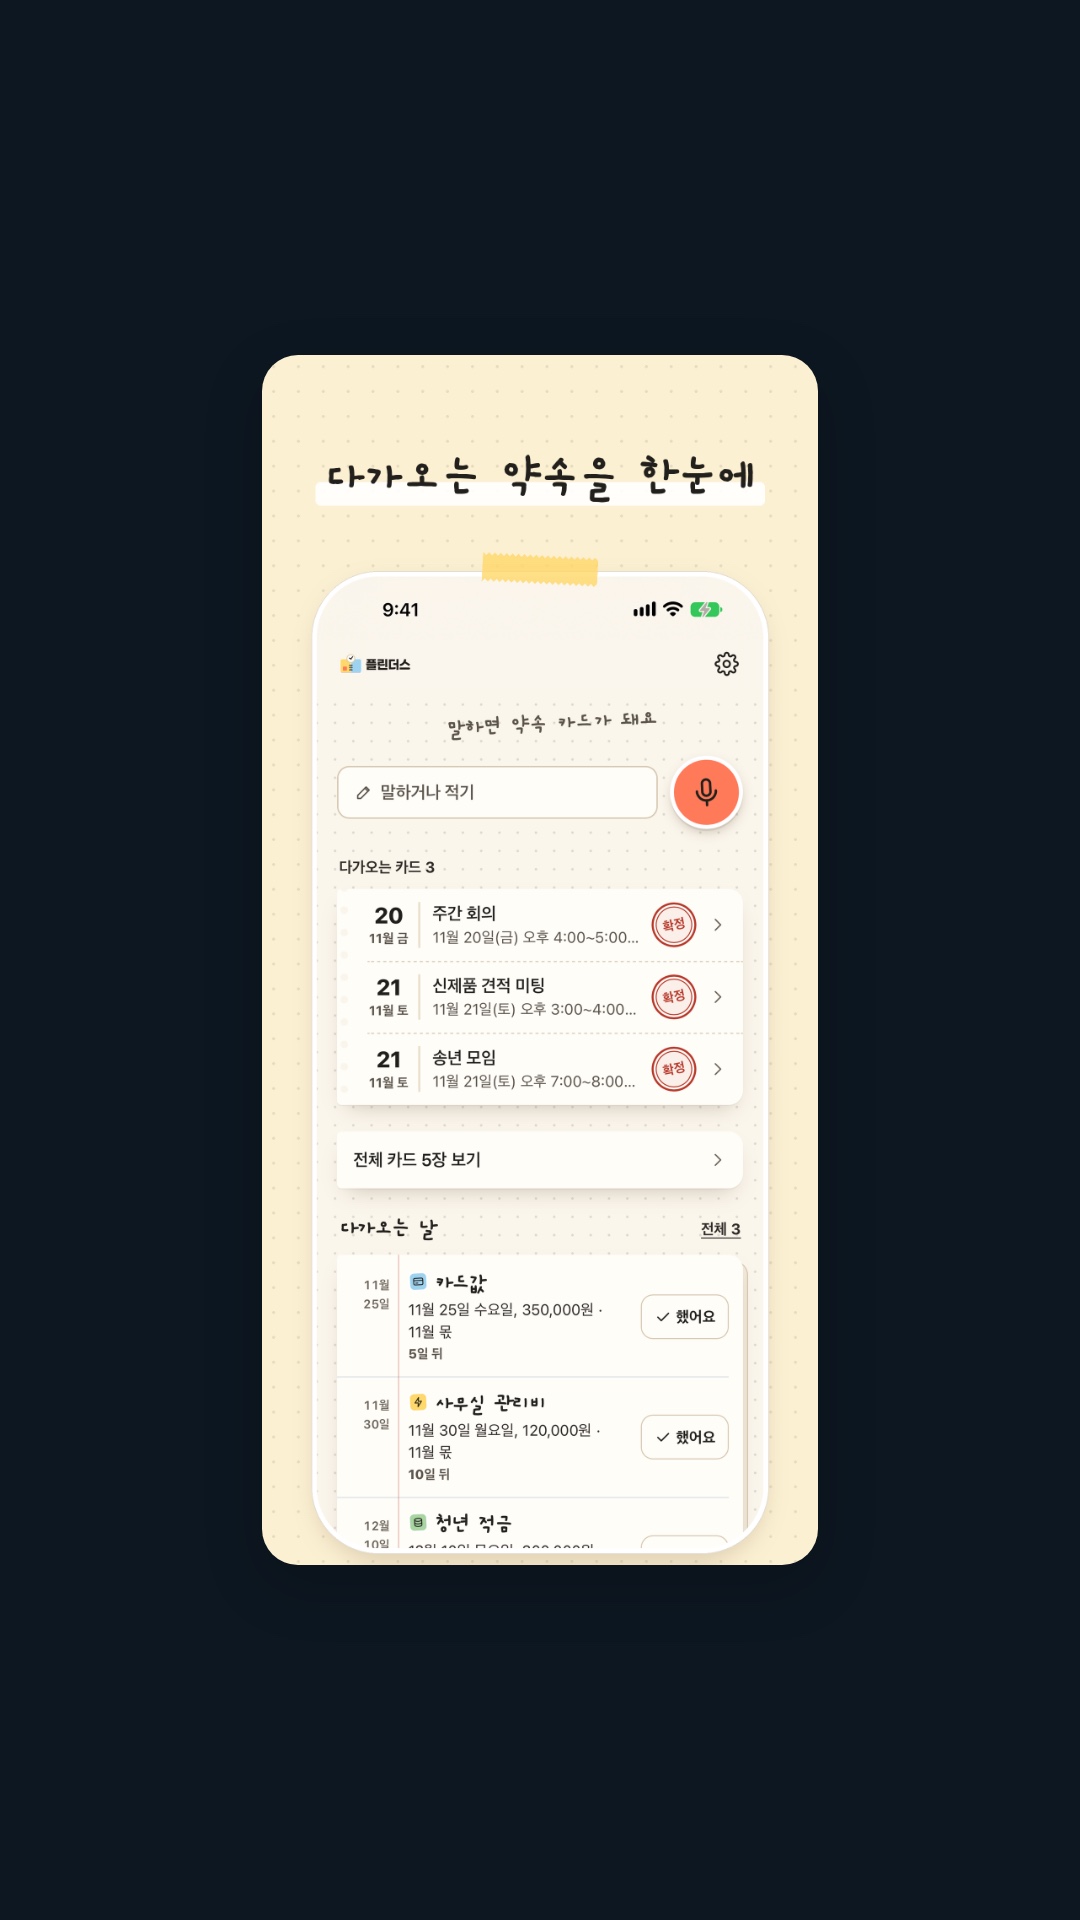 다가오는 약속을 한눈에
9:41
플린더스
말하면 약속 카드가 돼요
말하거나 적기
다가오는 카드 3
20
11월 금
주간 회의
11월 20일(금) 오후 4:00~5:00...
확정
21
11월 토
신제품 견적 미팅
11월 21일(토) 오후 3:00~4:00...
확정
21
11월 토
송년 모임
11월 21일(토) 오후 7:00~8:00...
확정
전체 카드 5장 보기
다가오는 날
전체 3
11월
25일
카드값
11월 25일 수요일, 350,000원 ·
11월 몫
5일 뒤
했어요
11월
30일
사무실 관리비
11월 30일 월요일, 120,000원 ·
11월 몫
10일 뒤
했어요
12월
10일
청년 적금